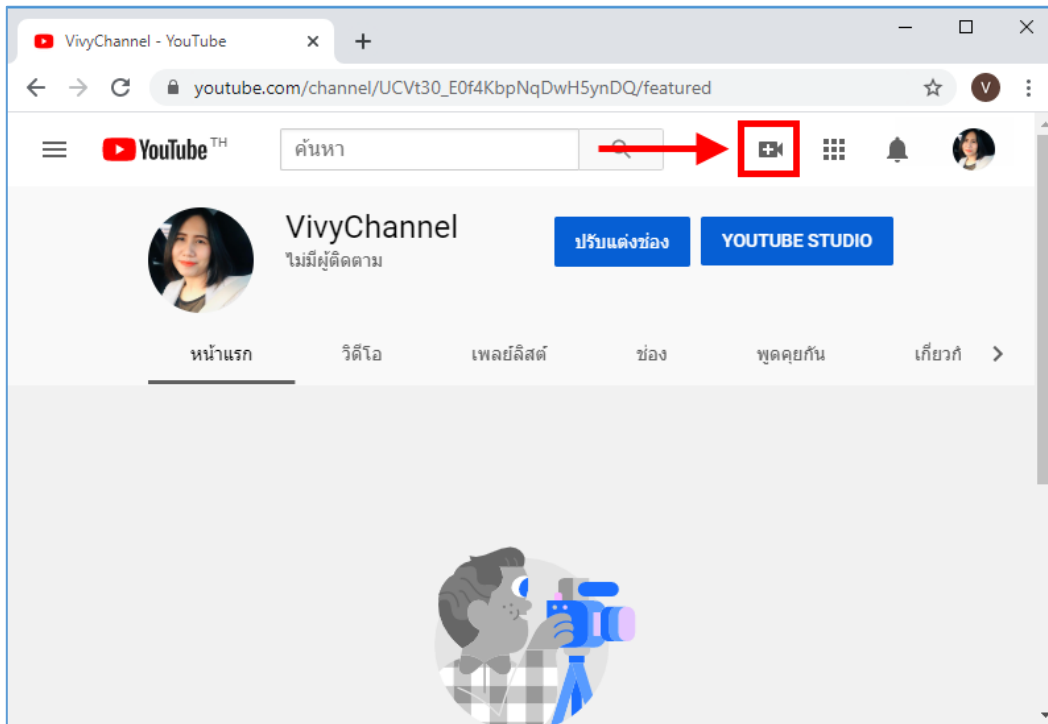 VivyChannel - YouTube
youtube.com/channel/UCVt30_E0f4KbpNqDwH5ynDQ/featured
V
YouTube TH
ค้นหา
VivyChannel
ไม่มีผู้ติดตาม
ปรับแต่งช่อง
YOUTUBE STUDIO
หน้าแรก วิดีโอ เพลย์ลิสต์ ช่อง พูดคุยกัน เกี่ยวกั